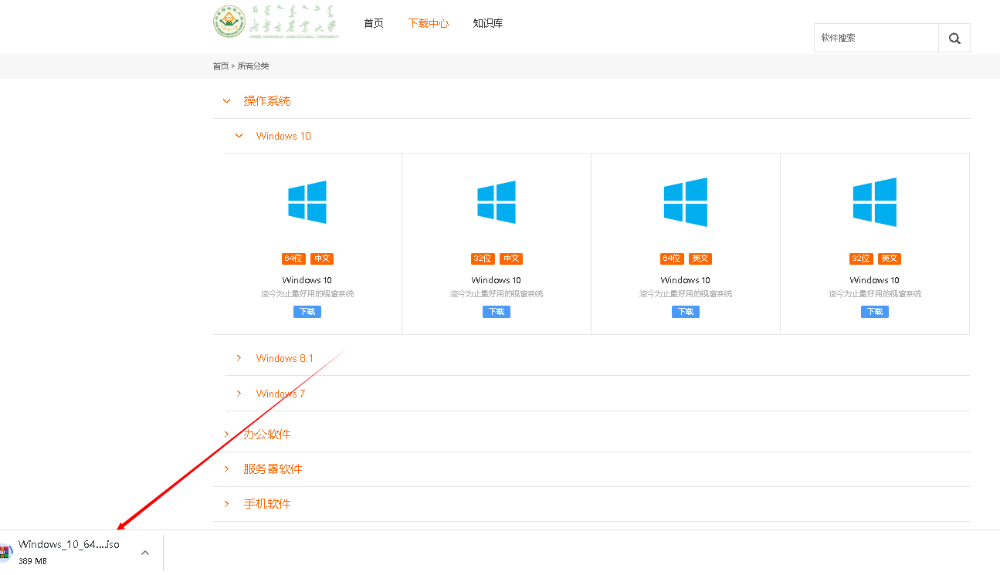 内蒙古农业大学
INNER MONGOLIA AGRICULTURAL UNIVERSITY
首页 下载中心 知识库
软件搜索
首页 > 所有分类
操作系统
Windows 10
64位 中文 32位 中文 64位 英文 32位 英文
Windows 10 Windows 10 Windows 10 Windows 10
迄今为止最好用的视窗系统 迄今为止最好用的视窗系统 迄今为止最好用的视窗系统 迄今为止最好用的视窗系统
下载 下载 下载 下载
Windows 8.1
Windows 7
办公软件
服务器软件
手机软件
Windows_10_64....iso
389 MB